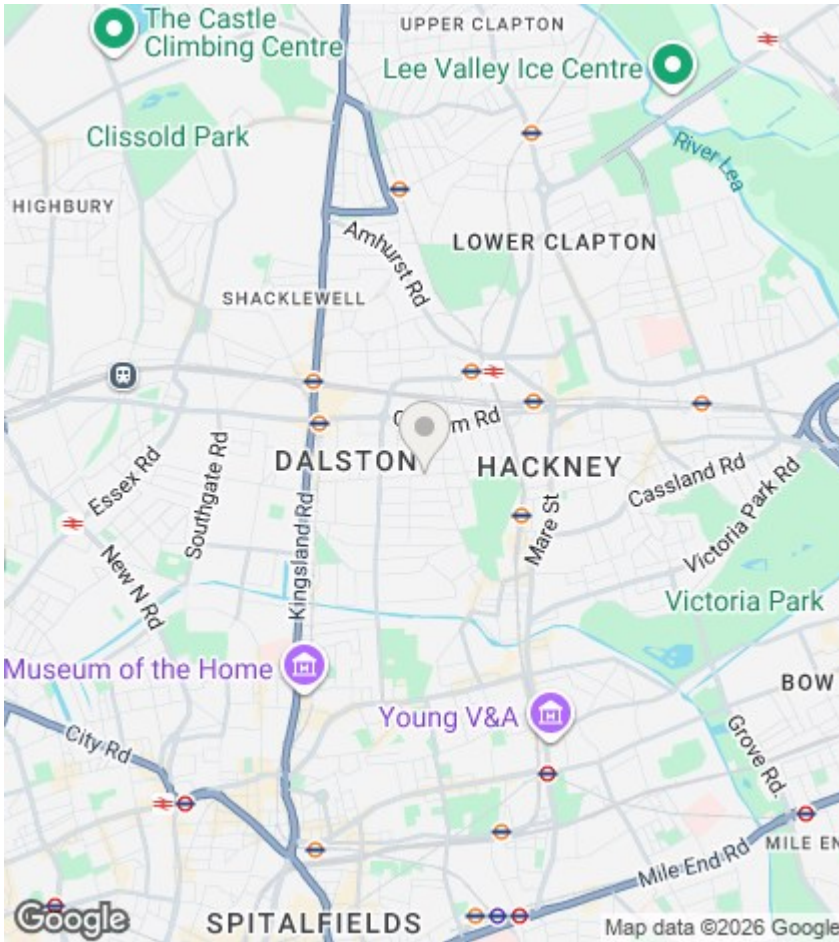 The Castle
Climbing Centre
UPPER CLAPTON
Lee Valley Ice Centre
Clissold Park
River Lea
HIGHBURY
LOWER CLAPTON
Amhurst Rd
SHACKLEWELL
m Rd
DALSTON
HACKNEY
Essex Rd
Southgate Rd
Cassland Rd
Victoria Park Rd
Mare St
New N Rd
Kingsland Rd
Victoria Park
Museum of the Home
BOW
Young V&A
City Rd
Grove Rd.
MILE EN
Mile End Rd
Google
SPITALFIELDS
Map data ©2026 Google